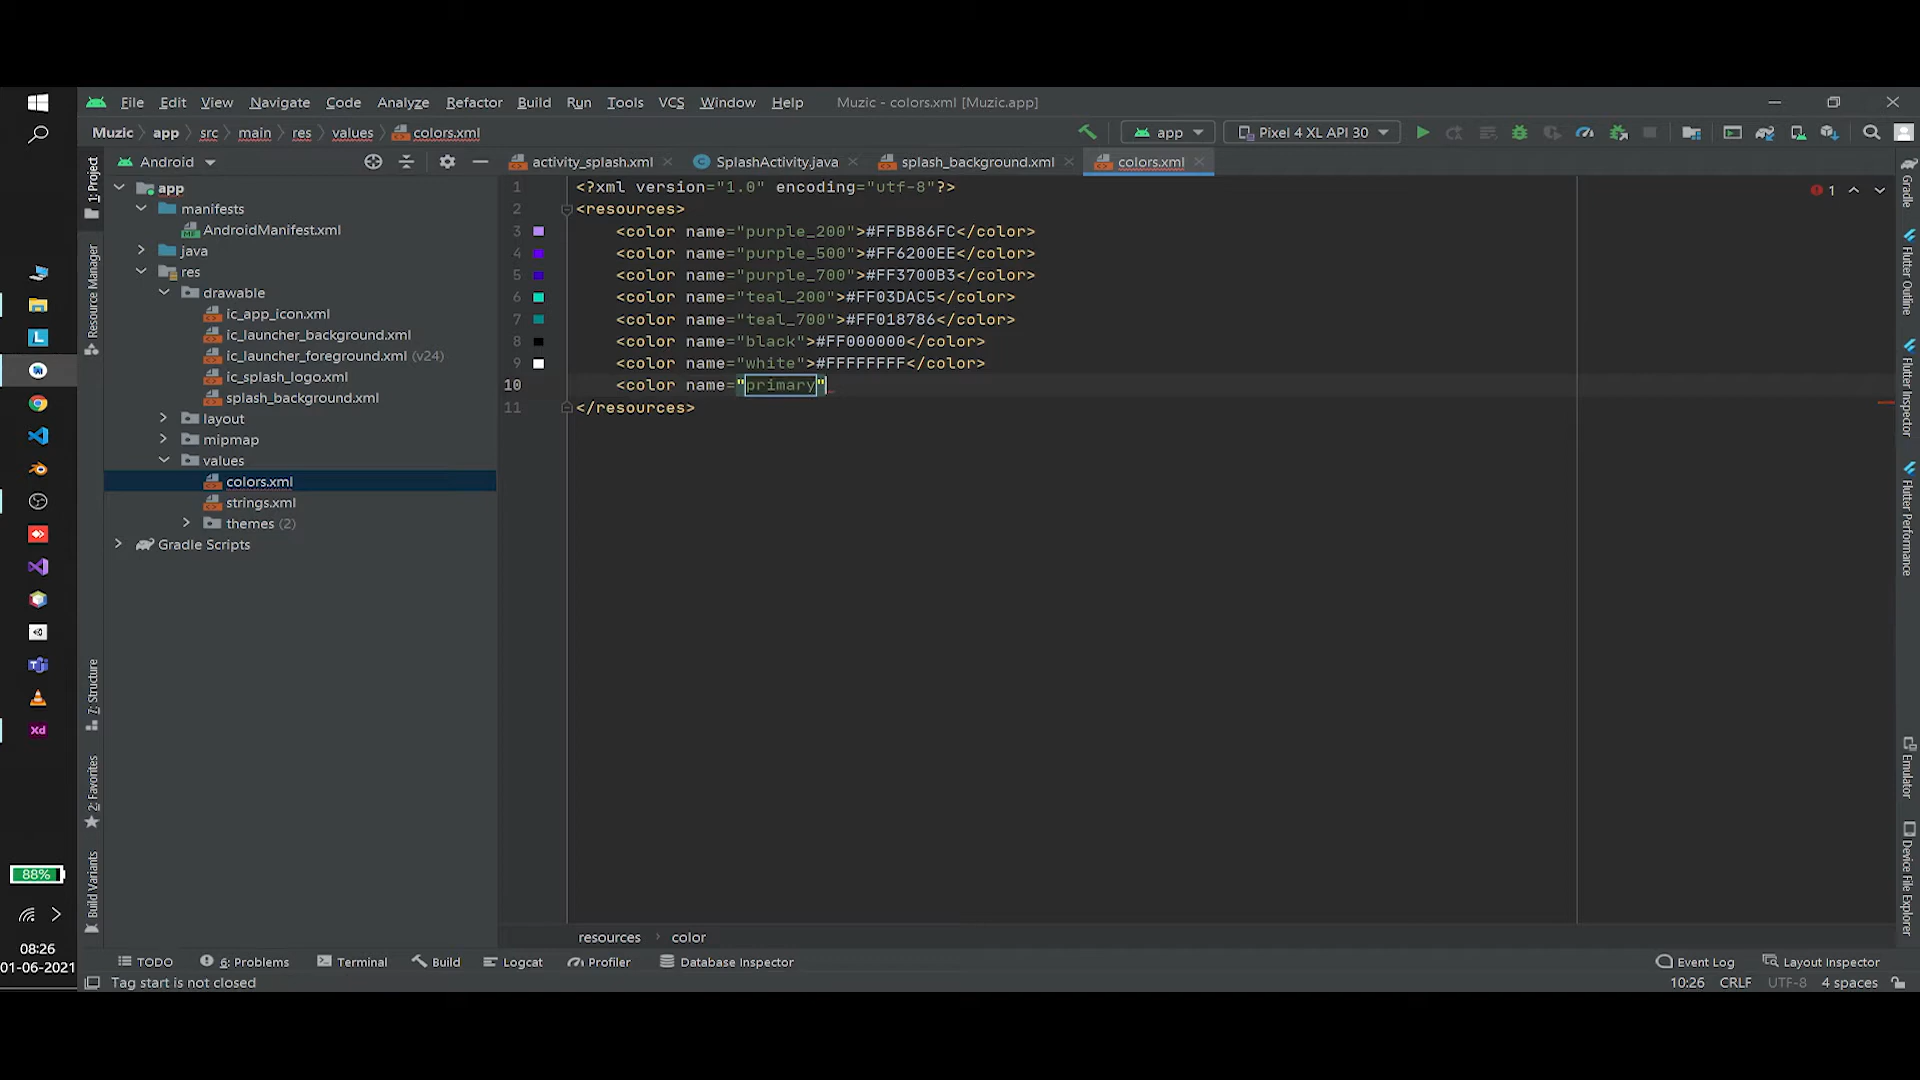 File Edit View Navigate Code Analyze Refactor Build Run Tools VCS Window Help Muzic - colors.xml [Muzic.app]
Muzic app src main res values colors.xml app Pixel 4 XL API 30
Android activity_splash.xml SplashActivity.java splash_background.xml colors.xml
1: Project
Resource Manager
7: Structure
2: Favorites
Build Variants
app
manifests
AndroidManifest.xml
java
res
drawable
ic_app_icon.xml
ic_launcher_background.xml
ic_launcher_foreground.xml (v24)
ic_splash_logo.xml
splash_background.xml
layout
mipmap
values
colors.xml
strings.xml
themes (2)
Gradle Scripts
1 <?xml version="1.0" encoding="utf-8"?>
2 <resources>
3 <color name="purple_200">#FFBB86FC</color>
4 <color name="purple_500">#FF6200EE</color>
5 <color name="purple_700">#FF3700B3</color>
6 <color name="teal_200">#FF03DAC5</color>
7 <color name="teal_700">#FF018786</color>
8 <color name="black">#FF000000</color>
9 <color name="white">#FFFFFFFF</color>
10 <color name="primary"
11 </resources>
1
Gradle
Flutter Outline
Flutter Inspector
Flutter Performance
Emulator
Device File Explorer
L
Xd
88%
08:26
01-06-2021
resources color
TODO 6: Problems Terminal Build Logcat Profiler Database Inspector Event Log Layout Inspector
Tag start is not closed 10:26 CRLF UTF-8 4 spaces